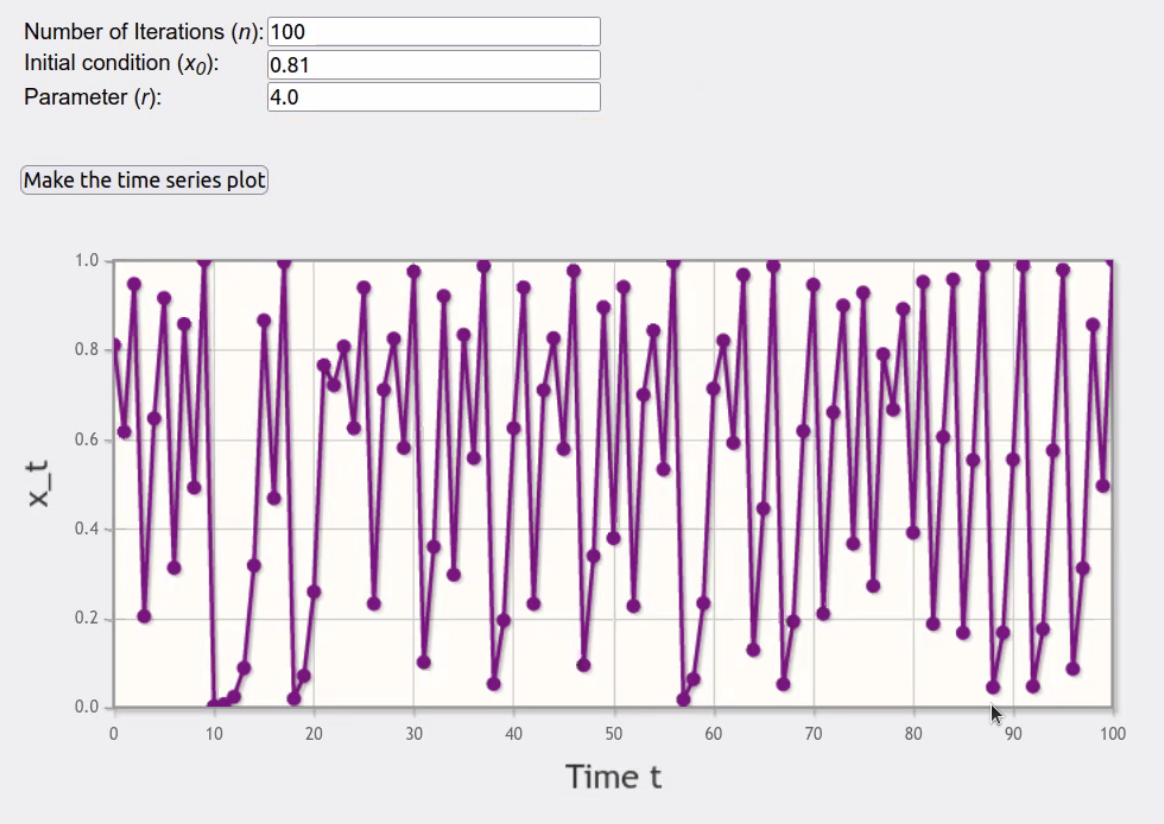 Number of Iterations (n): 100
Initial condition (x0): 0.81
Parameter (r): 4.0
Make the time series plot
1.0
0.8
0.6
0.4
0.2
0.0
x_t
0 10 20 30 40 50 60 70 80 90 100
Time t